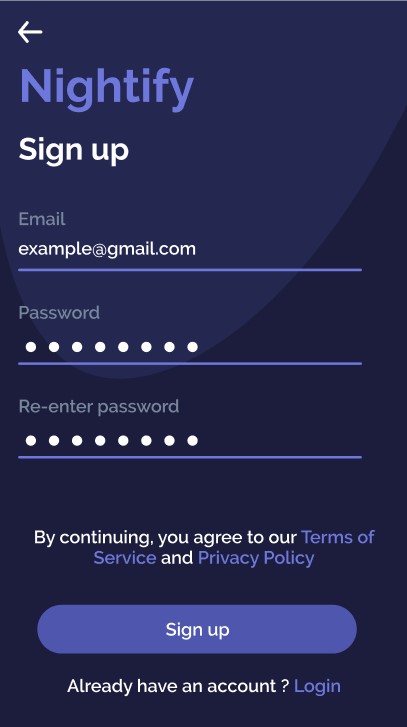 Nightify
Sign up
Email
example@gmail.com
Password
Re-enter password
By continuing, you agree to our Terms of
Service and Privacy Policy
Sign up
Already have an account ? Login